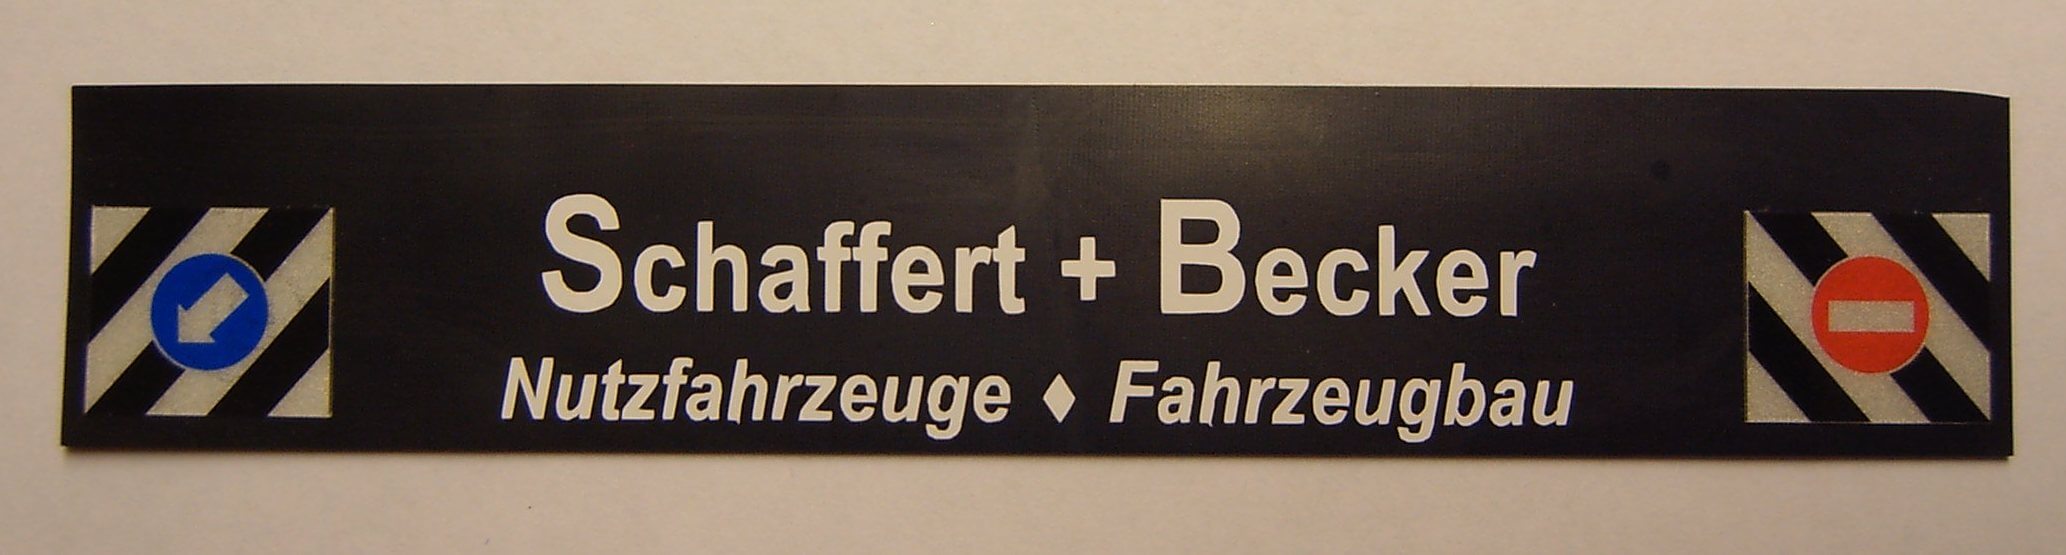 Schaffert + Becker
Nutzfahrzeuge ♦ Fahrzeugbau